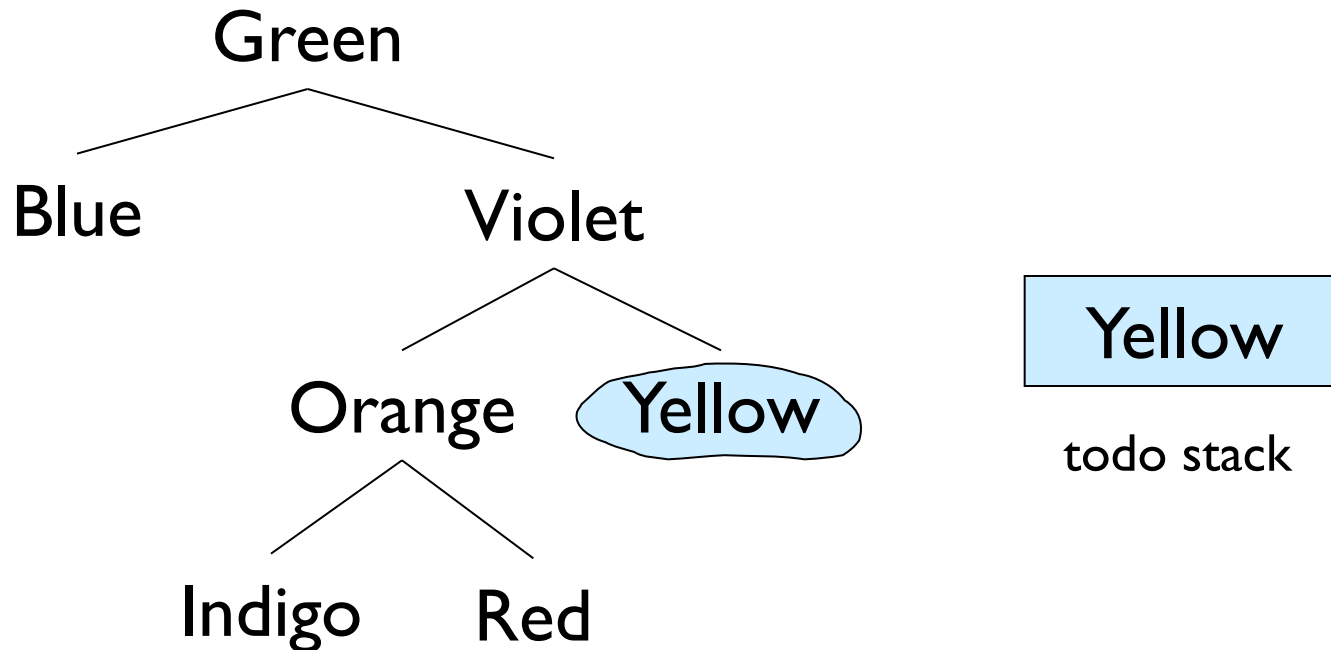 Green
Blue
Violet
Yellow
Orange
Yellow
todo stack
Indigo
Red